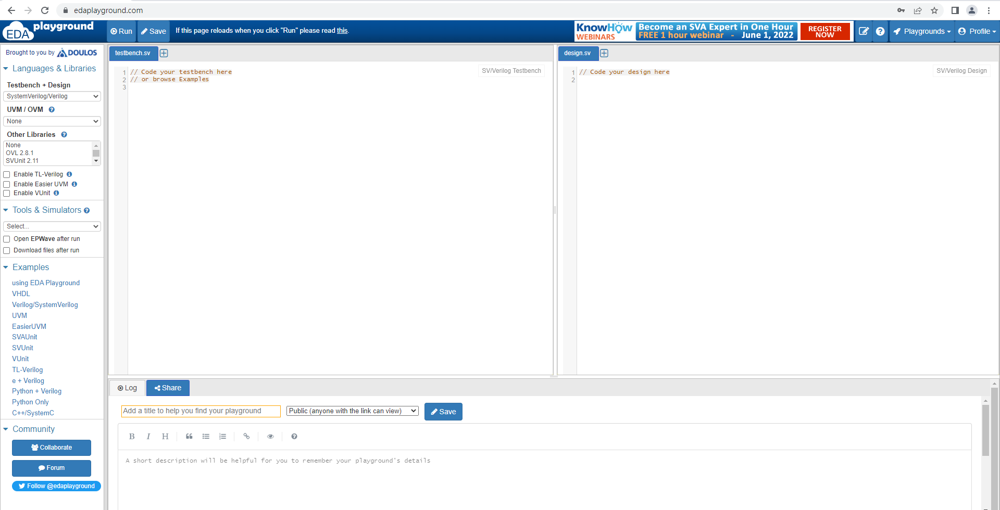 edaplayground.com
EDA playground
Run
Save
If this page reloads when you click "Run" please read this.
KnowHow WEBINARS
Become an SVA Expert in One Hour
FREE 1 hour webinar - June 1, 2022
REGISTER NOW
Playgrounds
Profile
Brought to you by DOULOS
Languages & Libraries
Testbench + Design
SystemVerilog/Verilog
UVM / OVM
None
Other Libraries
None
OVL 2.8.1
SVUnit 2.11
Enable TL-Verilog
Enable Easier UVM
Enable VUnit
Tools & Simulators
Select...
Open EPWave after run
Download files after run
Examples
using EDA Playground
VHDL
Verilog/SystemVerilog
UVM
EasierUVM
SVAUnit
SVUnit
VUnit
TL-Verilog
e + Verilog
Python + Verilog
Python Only
C++/SystemC
Community
Collaborate
Forum
Follow @edaplayground
testbench.sv
SV/Verilog Testbench
1 // Code your testbench here
2 // or browse Examples
3
design.sv
SV/Verilog Design
1 // Code your design here
2
Log
Share
Add a title to help you find your playground
Public (anyone with the link can view)
Save
B I H
A short description will be helpful for you to remember your playground's details